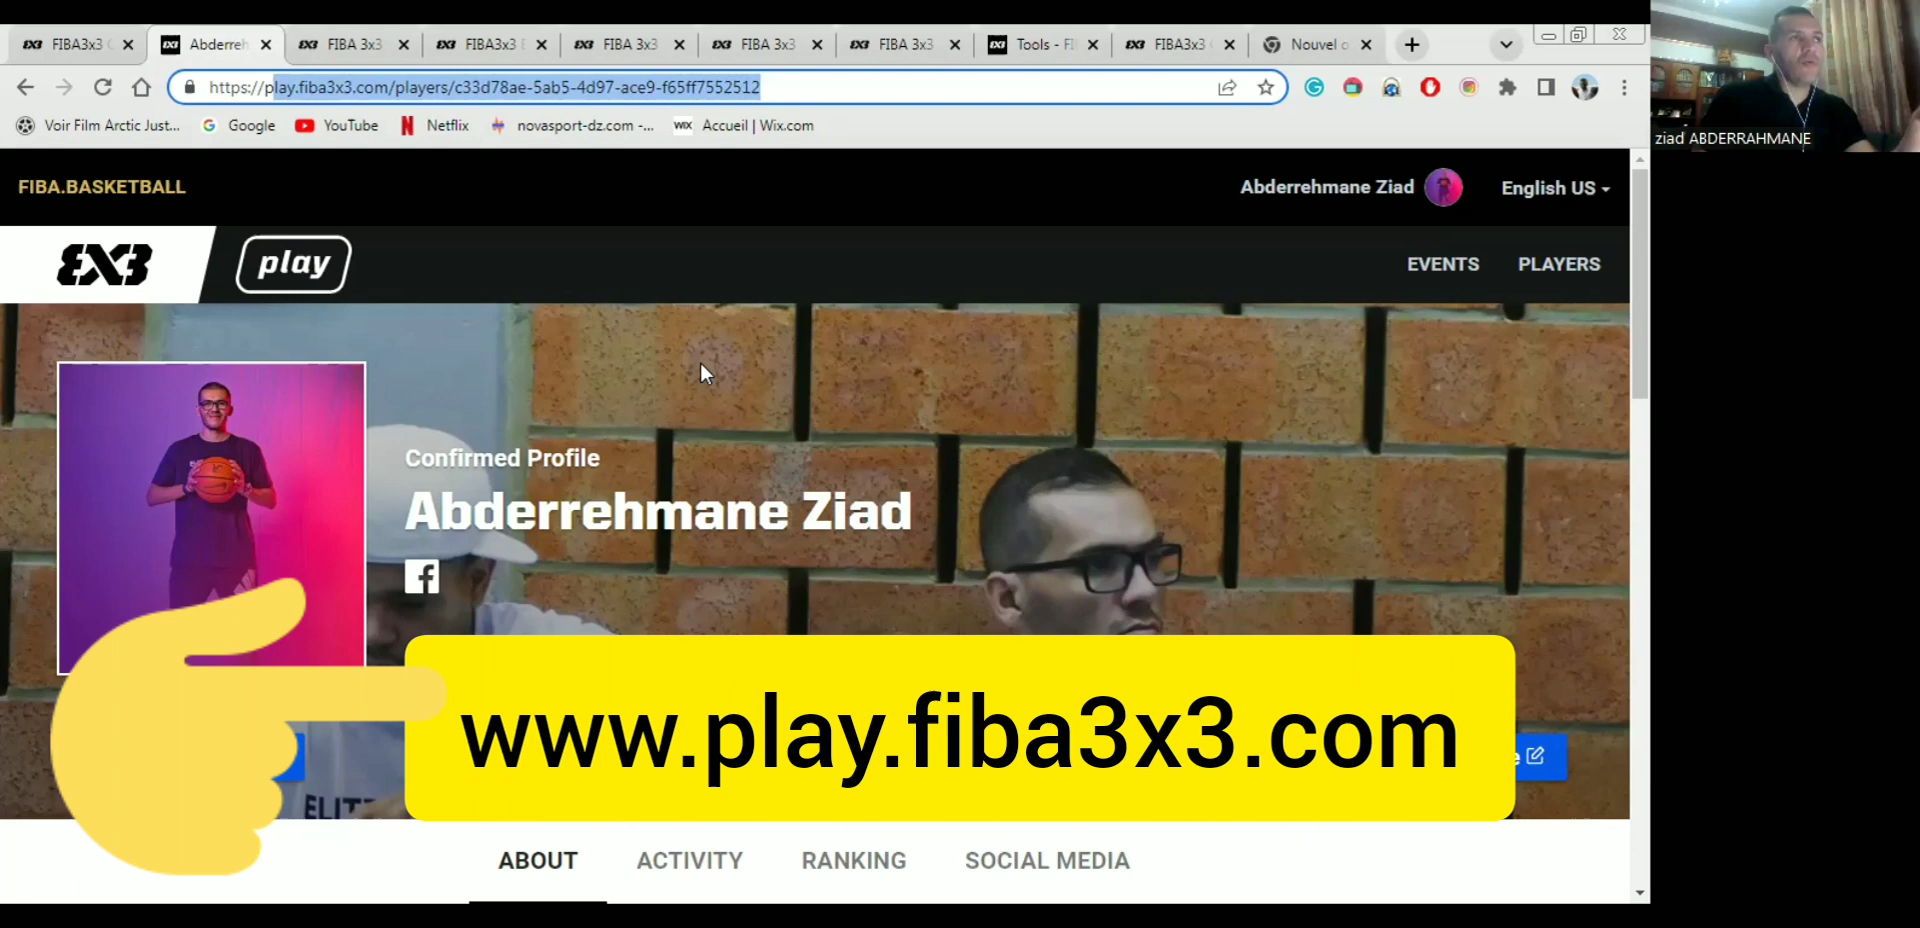 FIBA3x3
Abderreh
FIBA 3x3
FIBA3x3
FIBA 3x3
FIBA 3x3
FIBA 3x3
Tools - FI
FIBA3x3
Nouvel o
https://play.fiba3x3.com/players/c33d78ae-5ab5-4d97-ace9-f65ff7552512
Voir Film Arctic Just...
Google
YouTube
Netflix
novasport-dz.com -...
WIX Accueil | Wix.com
ziad ABDERRAHMANE
FIBA.BASKETBALL
Abderrehmane Ziad
English US
3X3
play
EVENTS
PLAYERS
Confirmed Profile
Abderrehmane Ziad
www.play.fiba3x3.com
ABOUT
ACTIVITY
RANKING
SOCIAL MEDIA